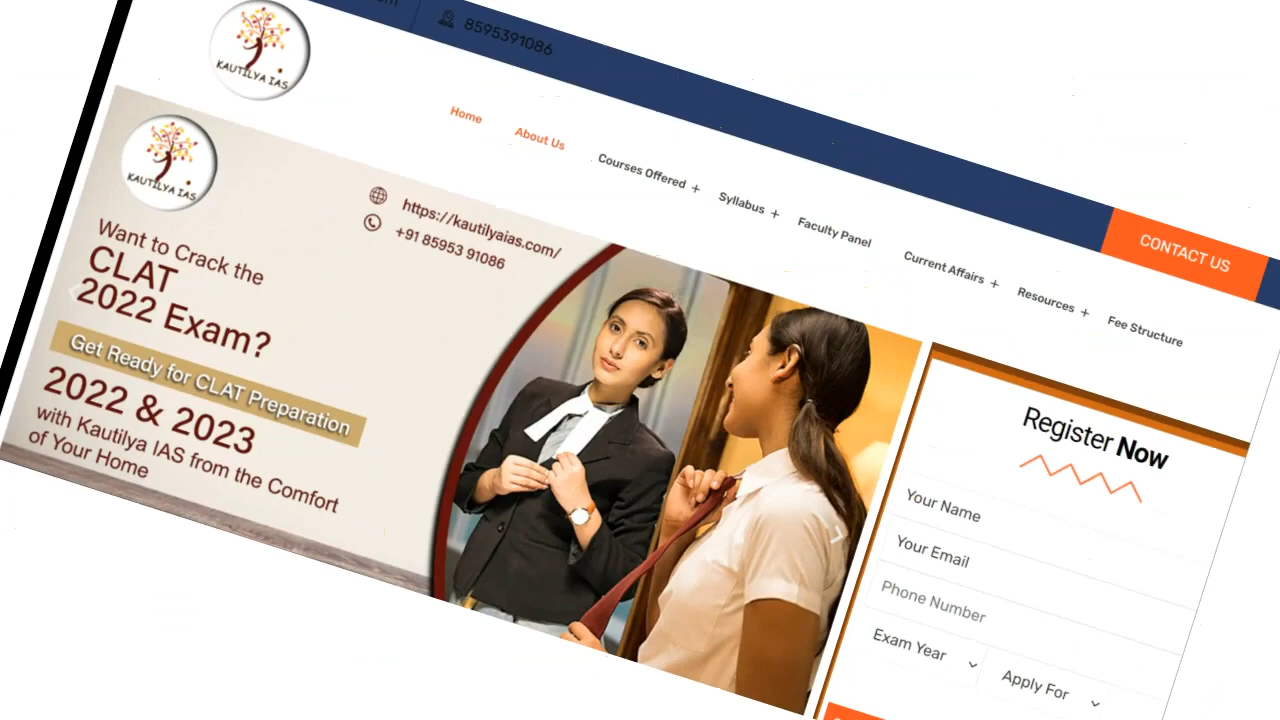 8595391086
KAUTILYA IAS
Home
About Us
Courses Offered +
Syllabus +
Faculty Panel
Current Affairs +
Resources +
Fee Structure
CONTACT US
KAUTILYA IAS
https://kautilyaias.com/
+91 85953 91086
Want to Crack the
CLAT
2022 Exam?
Get Ready for CLAT Preparation
2022 & 2023
with Kautilya IAS from the Comfort
of Your Home
Register Now
Your Name
Your Email
Phone Number
Exam Year
Apply For